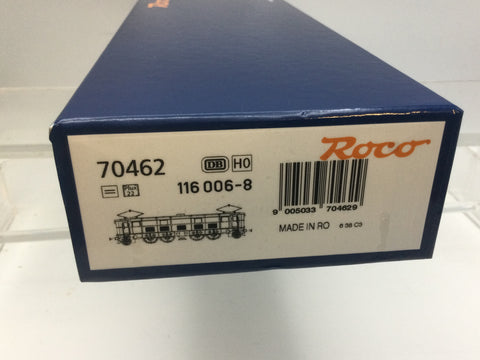 70462
DB H0
Roco
116 006-8
9 005033 704629
MADE IN RO